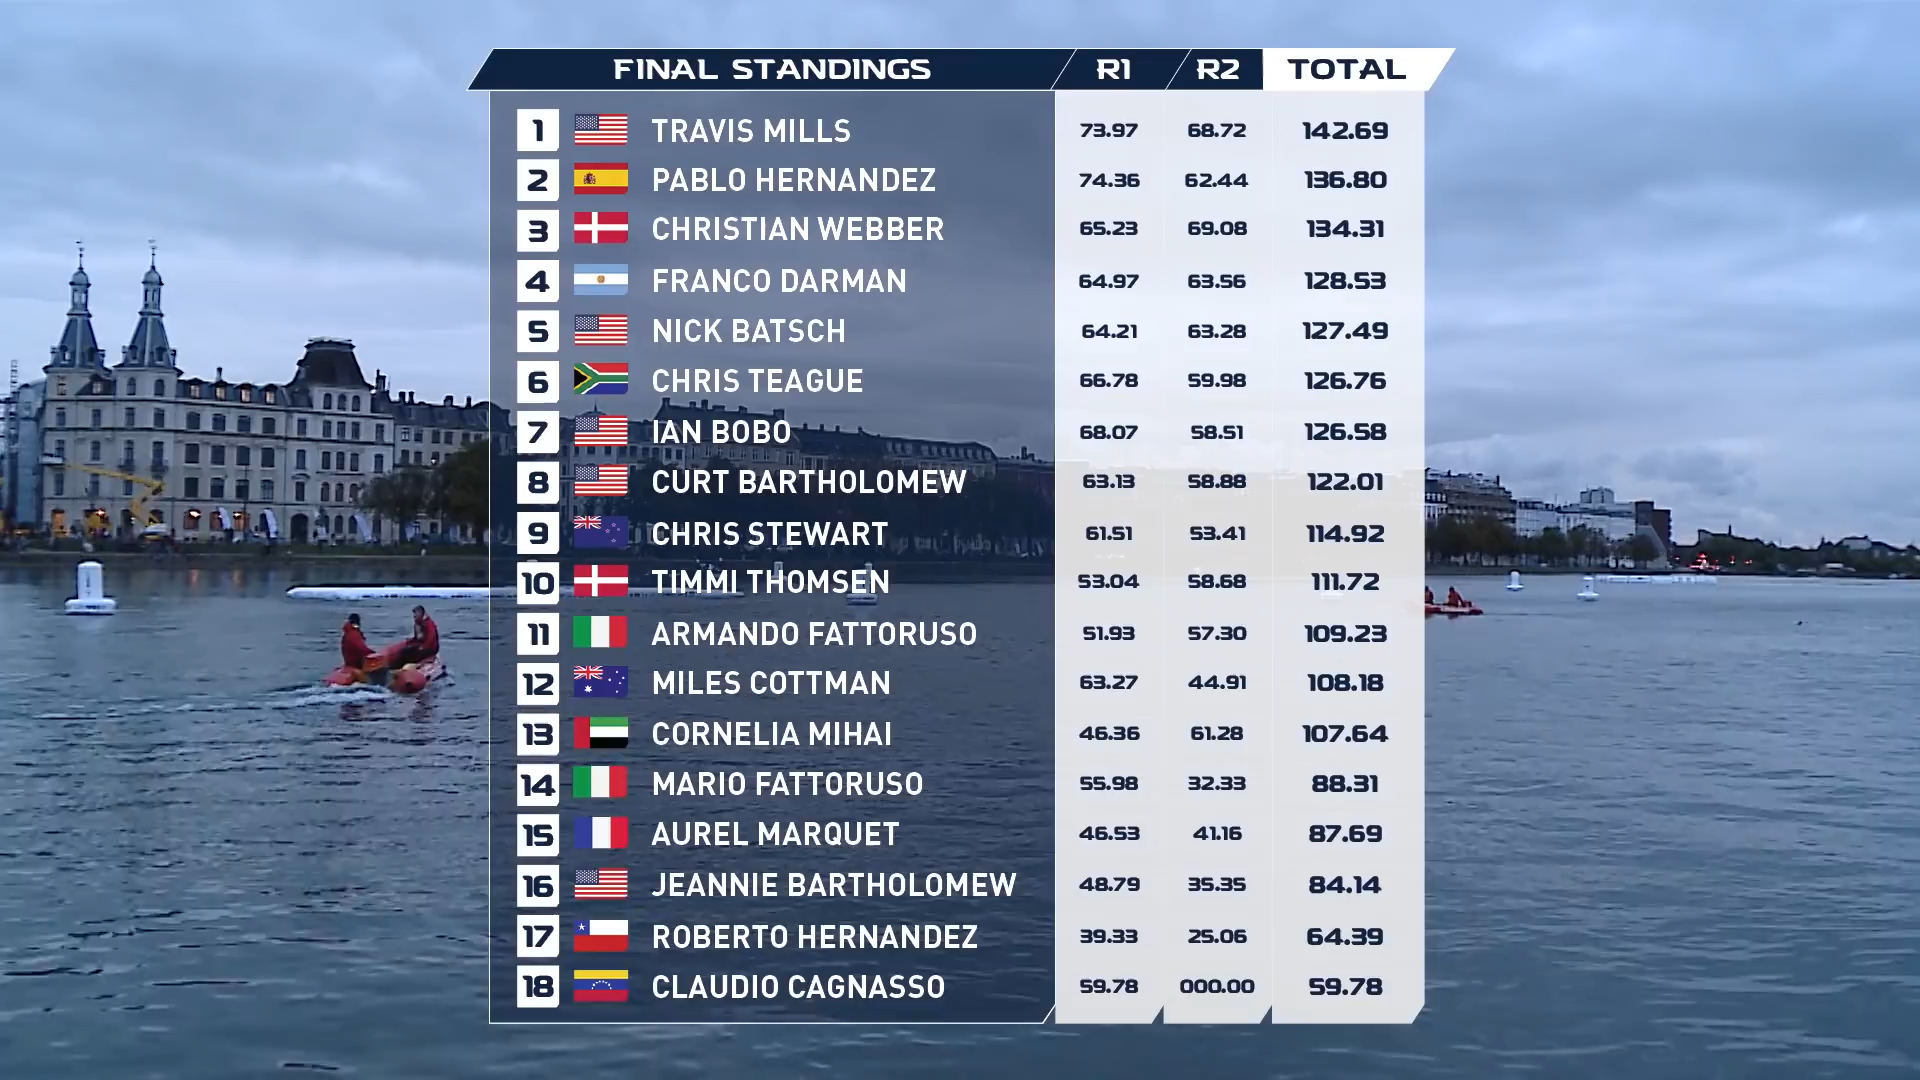 FINAL STANDINGS R1 R2 TOTAL
1 TRAVIS MILLS 73.97 68.72 142.69
2 PABLO HERNANDEZ 74.36 62.44 136.80
3 CHRISTIAN WEBBER 65.23 69.08 134.31
4 FRANCO DARMAN 64.97 63.56 128.53
5 NICK BATSCH 64.21 63.28 127.49
6 CHRIS TEAGUE 66.78 59.98 126.76
7 IAN BOBO 68.07 58.51 126.58
8 CURT BARTHOLOMEW 63.13 58.88 122.01
9 CHRIS STEWART 61.51 53.41 114.92
10 TIMMI THOMSEN 53.04 58.68 111.72
11 ARMANDO FATTORUSO 51.93 57.30 109.23
12 MILES COTTMAN 63.27 44.91 108.18
13 CORNELIA MIHAI 46.36 61.28 107.64
14 MARIO FATTORUSO 55.98 32.33 88.31
15 AUREL MARQUET 46.53 41.16 87.69
16 JEANNIE BARTHOLOMEW 48.79 35.35 84.14
17 ROBERTO HERNANDEZ 39.33 25.06 64.39
18 CLAUDIO CAGNASSO 59.78 000.00 59.78